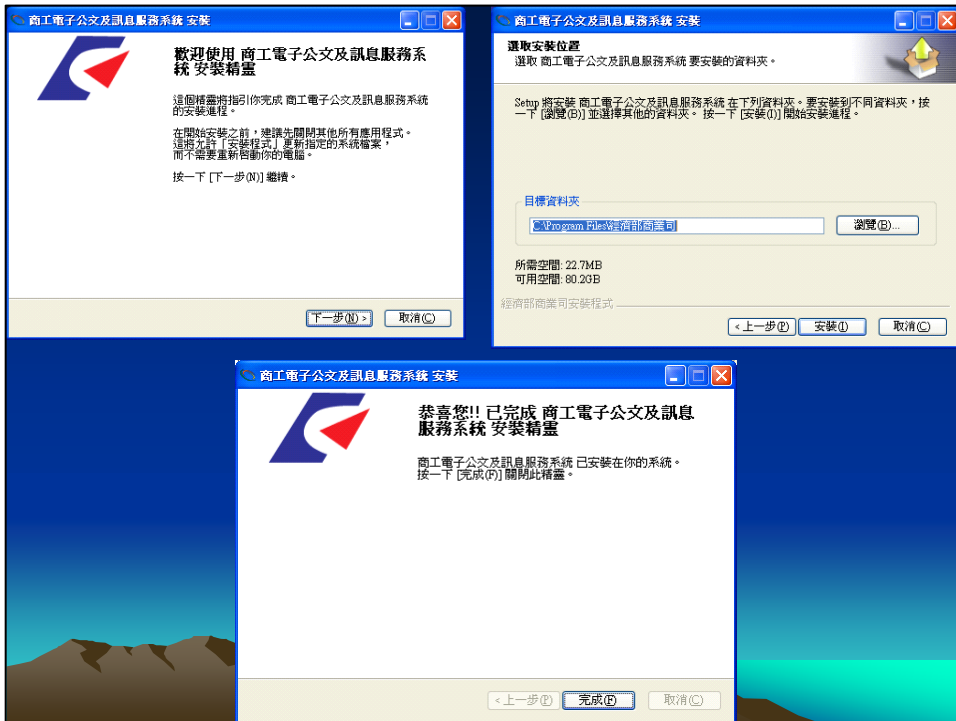 商工電子公文及訊息服務系統 安裝
歡迎使用 商工電子公文及訊息服務系
統 安裝精靈
這個精靈將指引你完成 商工電子公文及訊息服務系統
的安裝進程。
在開始安裝之前，建議先關閉其他所有應用程式。
這將允許「安裝程式」更新指定的系統檔案，
而不需要重新啓動你的電腦。
按一下 [下一步(N)] 繼續。
下一步(N) >
取消(C)
商工電子公文及訊息服務系統 安裝
選取安裝位置
選取 商工電子公文及訊息服務系統 要安裝的資料夾。
Setup 將安裝 商工電子公文及訊息服務系統 在下列資料夾。要安裝到不同資料夾，按
一下 [瀏覽(B)] 並選擇其他的資料夾。 按一下 [安裝(I)] 開始安裝進程。
目標資料夾
C:\Program Files\經濟部商業司
瀏覽(B)...
所需空間: 22.7MB
可用空間: 80.2GB
經濟部商業司安裝程式
< 上一步(P)
安裝(I)
取消(C)
商工電子公文及訊息服務系統 安裝
恭喜您!! 已完成 商工電子公文及訊息
服務系統 安裝精靈
商工電子公文及訊息服務系統 已安裝在你的系統。
按一下 [完成(F)] 關閉此精靈。
< 上一步(P)
完成(F)
取消(C)